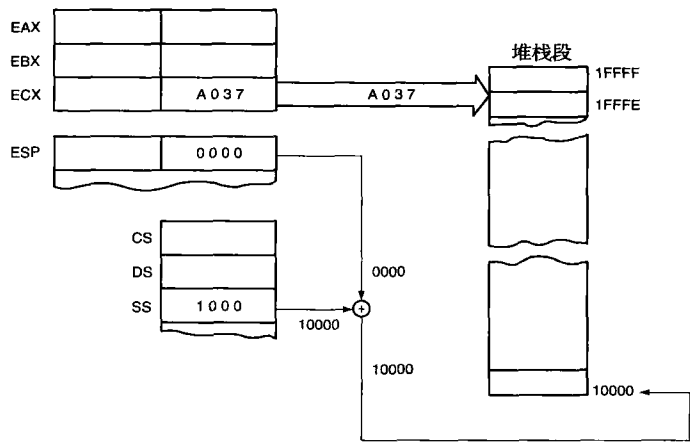 EAX
EBX
ECX
A037
A037
堆栈段
1FFFF
1FFFE
ESP
0000
CS
DS
SS
1000
10000
0000
10000
10000